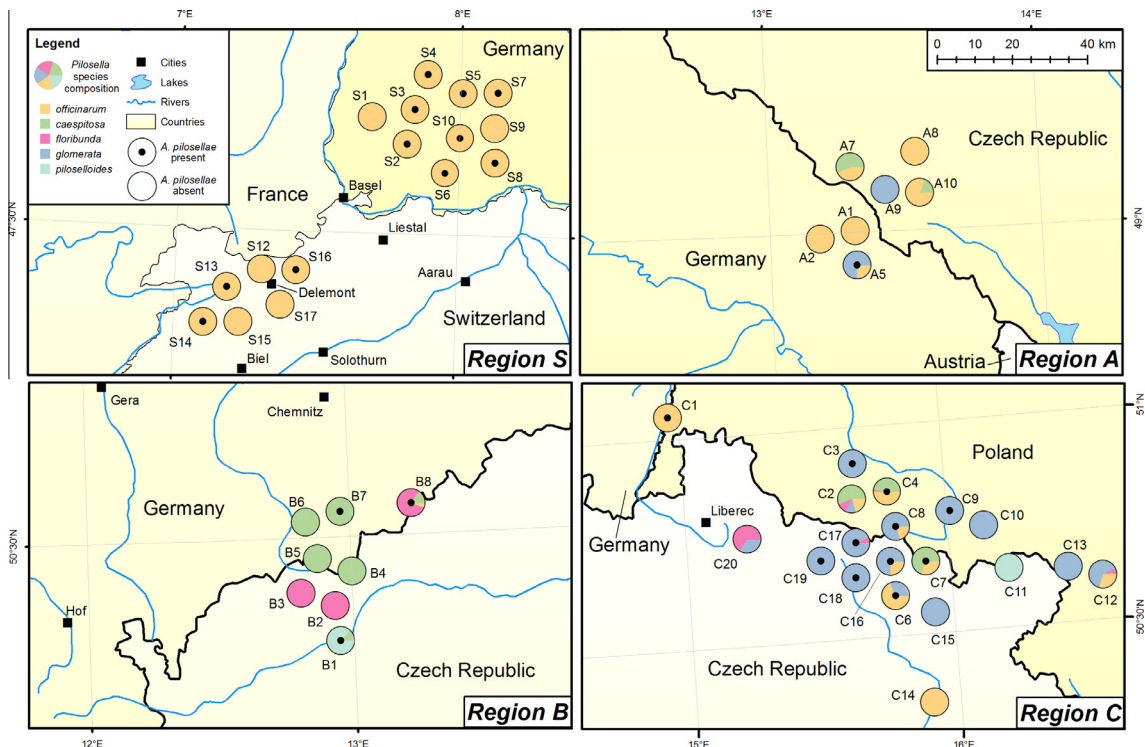 7°E
8°E
13°E
14°E
Legend
Pilosella
species
composition
officinarum
caespitosa
floribunda
glomerata
piloselloides
Cities
Lakes
Rivers
Countries
A. pilosellae
present
A. pilosellae
absent
Germany
S4
S5
S7
S3
S1
S10
S9
S2
S6
S8
France
Basel
47°30'N
Liestal
S12
S16
S13
Aarau
Delemont
S17
S14
S15
Switzerland
Biel
Solothurn
Region S
0 10 20 40 km
Czech Republic
A8
A7
A10
A9
A1
49°N
A2
A5
Germany
Austria
Region A
Gera
Chemnitz
Germany
B8
B7
B6
B5
B4
50°30'N
B3
B2
Hof
B1
Czech Republic
Region B
12°E
13°E
C1
51°N
Poland
C3
C4
C2
C9
C8
C10
Liberec
Germany
C17
C20
C13
C19
C7
C11
C12
C18
C16
C6
C15
50°30'N
Czech Republic
C14
Region C
15°E
16°E